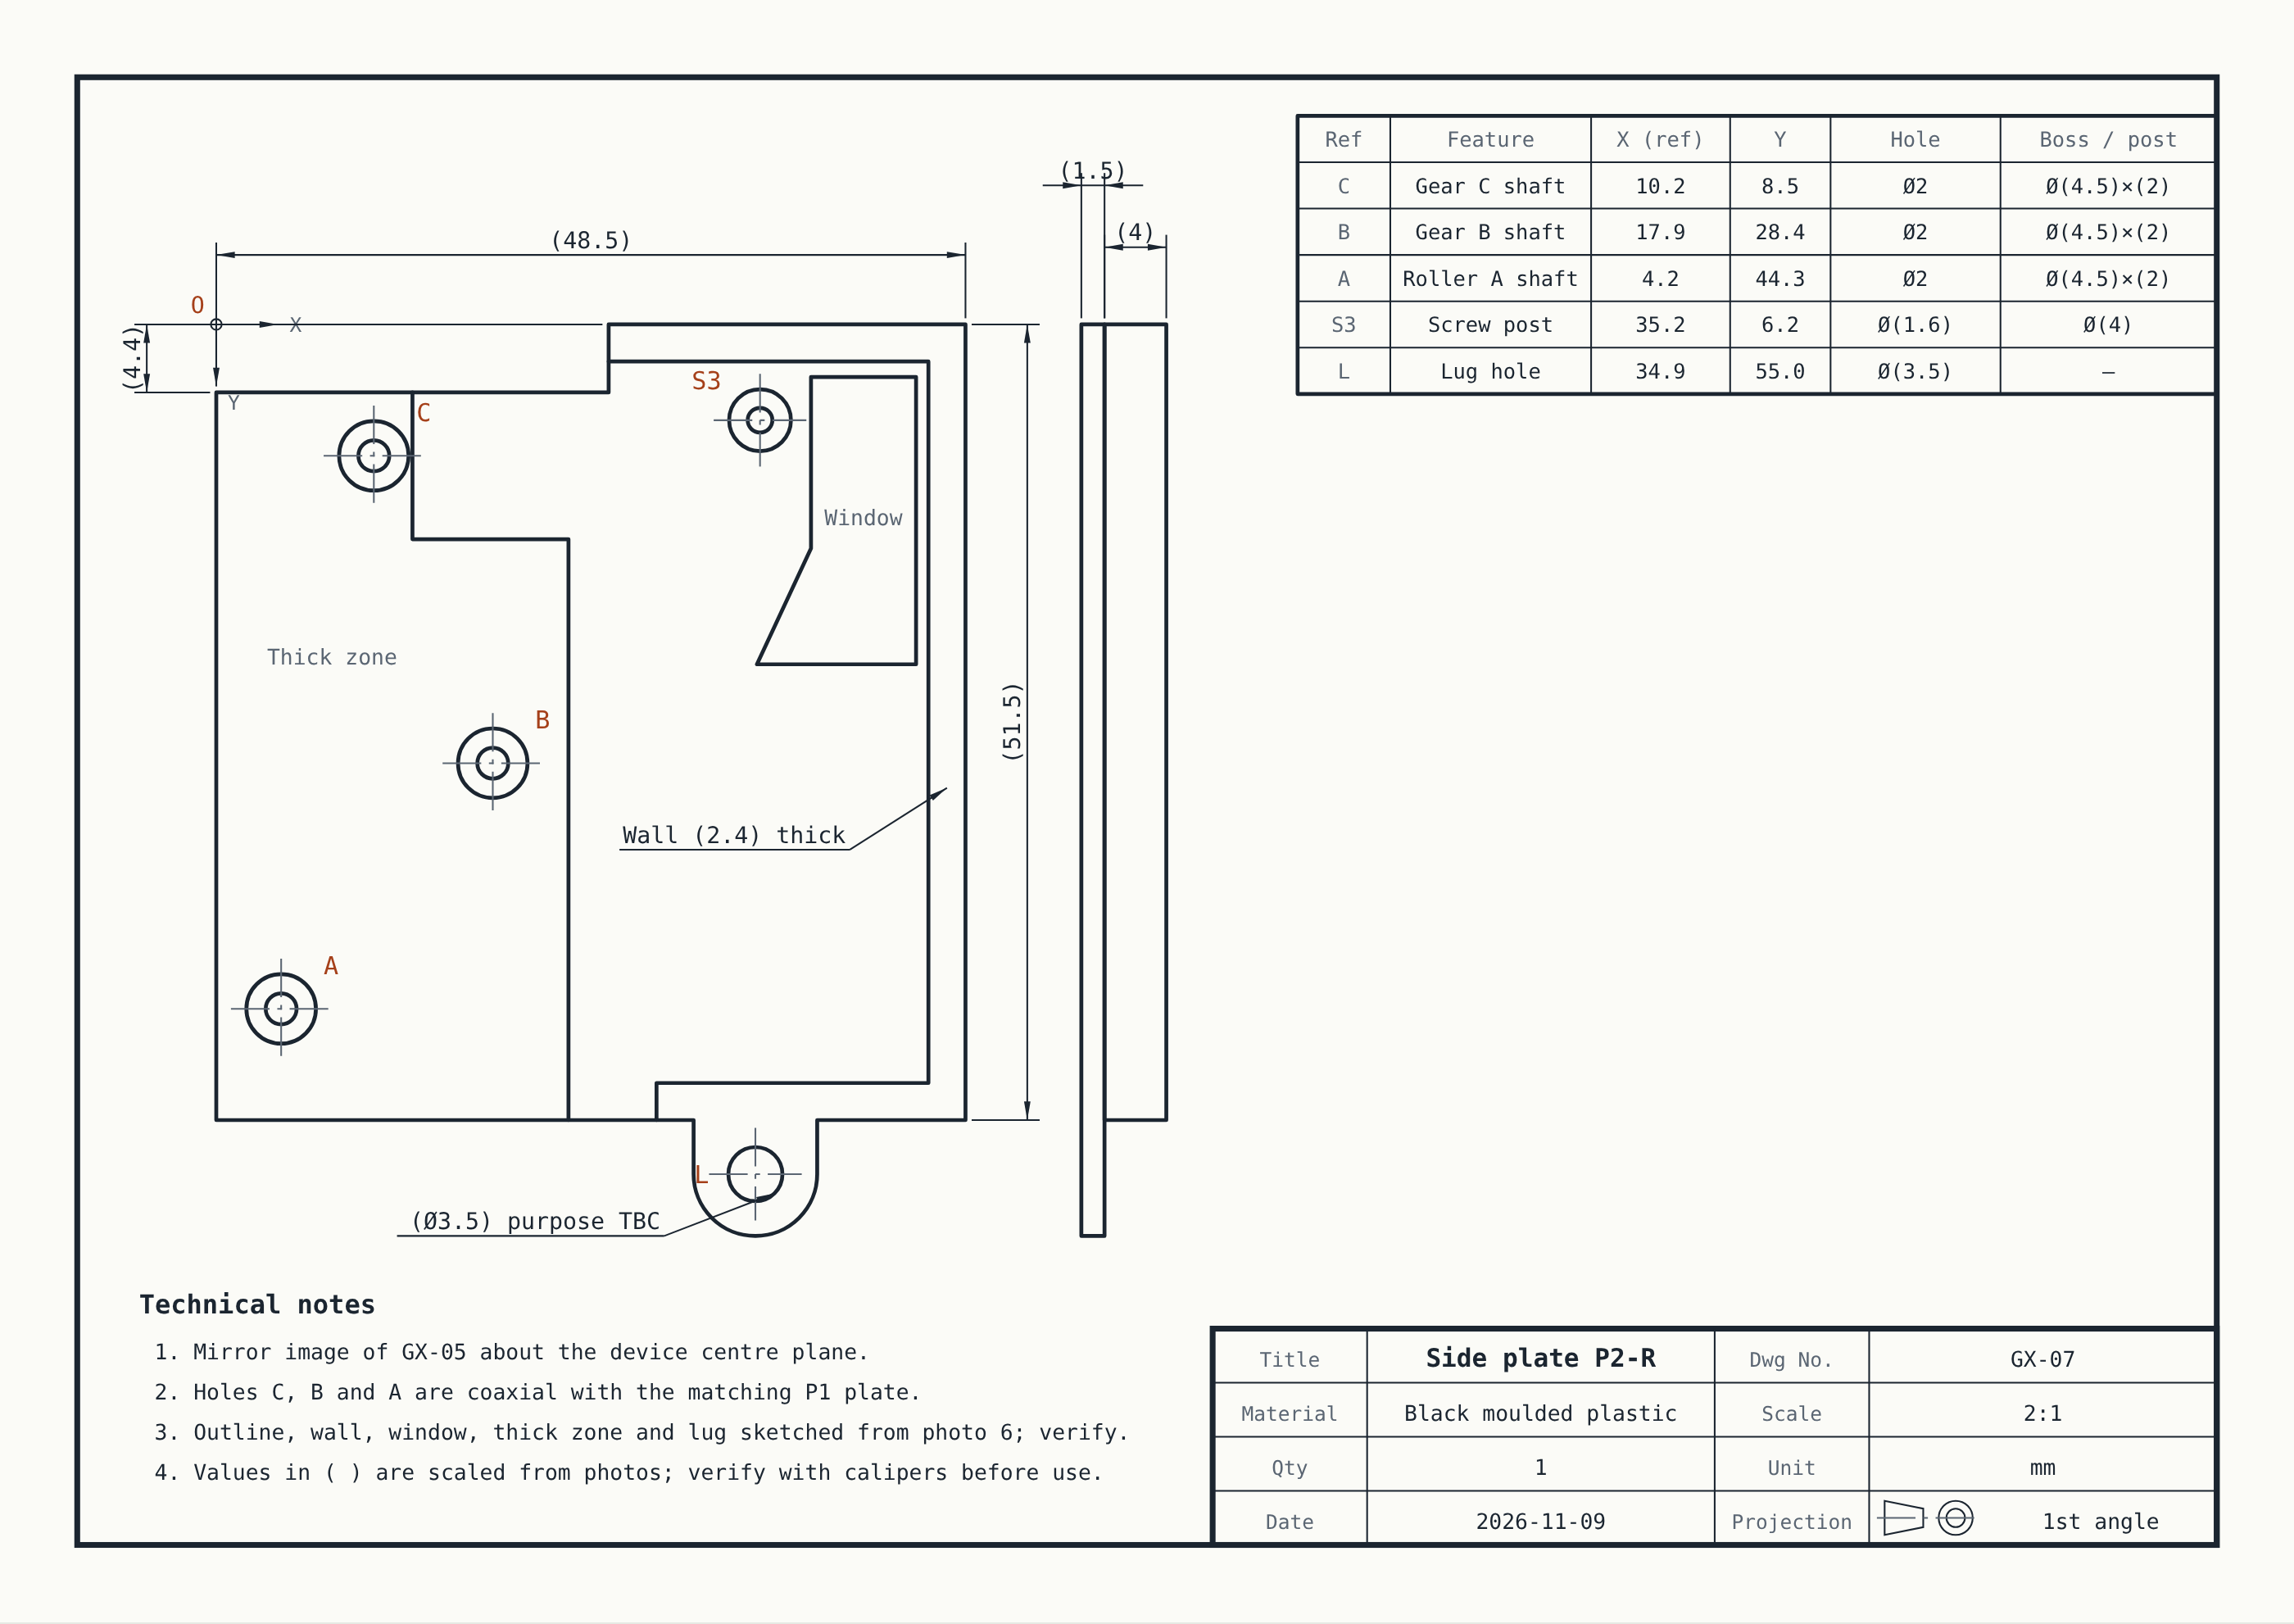 Ref Feature X (ref) Y Hole Boss / post
C Gear C shaft 10.2 8.5 Ø2 Ø(4.5)×(2)
B Gear B shaft 17.9 28.4 Ø2 Ø(4.5)×(2)
A Roller A shaft 4.2 44.3 Ø2 Ø(4.5)×(2)
S3 Screw post 35.2 6.2 Ø(1.6) Ø(4)
L Lug hole 34.9 55.0 Ø(3.5) —
(1.5)
(4)
(48.5)
O
X
(4.4)
Y
C
S3
Window
Thick zone
B
(51.5)
Wall (2.4) thick
A
L
(Ø3.5) purpose TBC
Technical notes
1. Mirror image of GX-05 about the device centre plane.
2. Holes C, B and A are coaxial with the matching P1 plate.
3. Outline, wall, window, thick zone and lug sketched from photo 6; verify.
4. Values in ( ) are scaled from photos; verify with calipers before use.
Title Side plate P2-R Dwg No. GX-07
Material Black moulded plastic Scale 2:1
Qty 1 Unit mm
Date 2026-11-09 Projection 1st angle